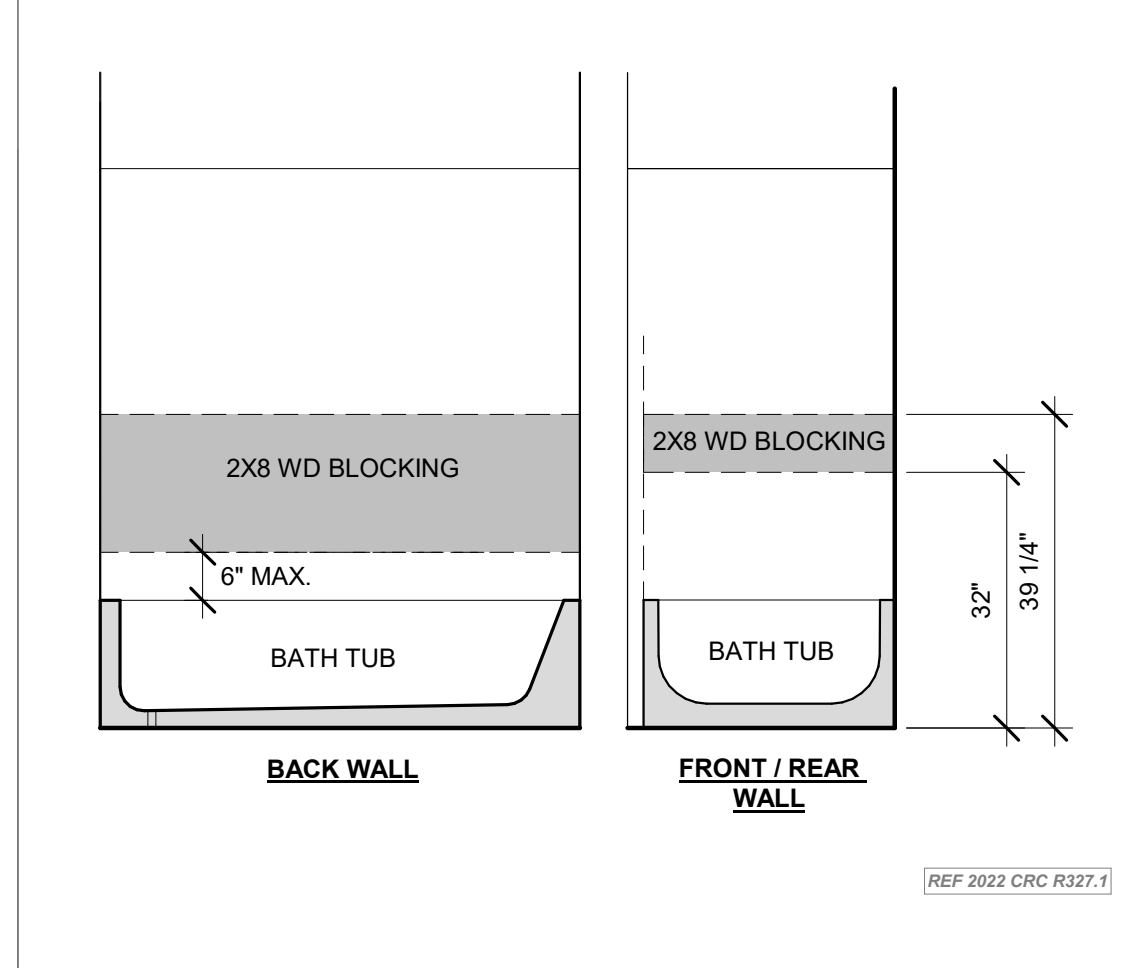 2X8 WD BLOCKING
2X8 WD BLOCKING
6" MAX.
32"
39 1/4"
BATH TUB
BATH TUB
BACK WALL
FRONT / REAR
WALL
REF 2022 CRC R327.1